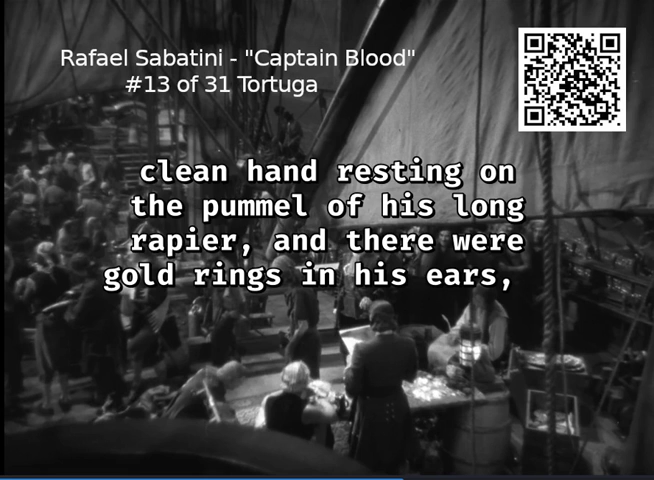 Rafael Sabatini - "Captain Blood"
#13 of 31 Tortuga
clean hand resting on
the pummel of his long
rapier, and there were
gold rings in his ears,